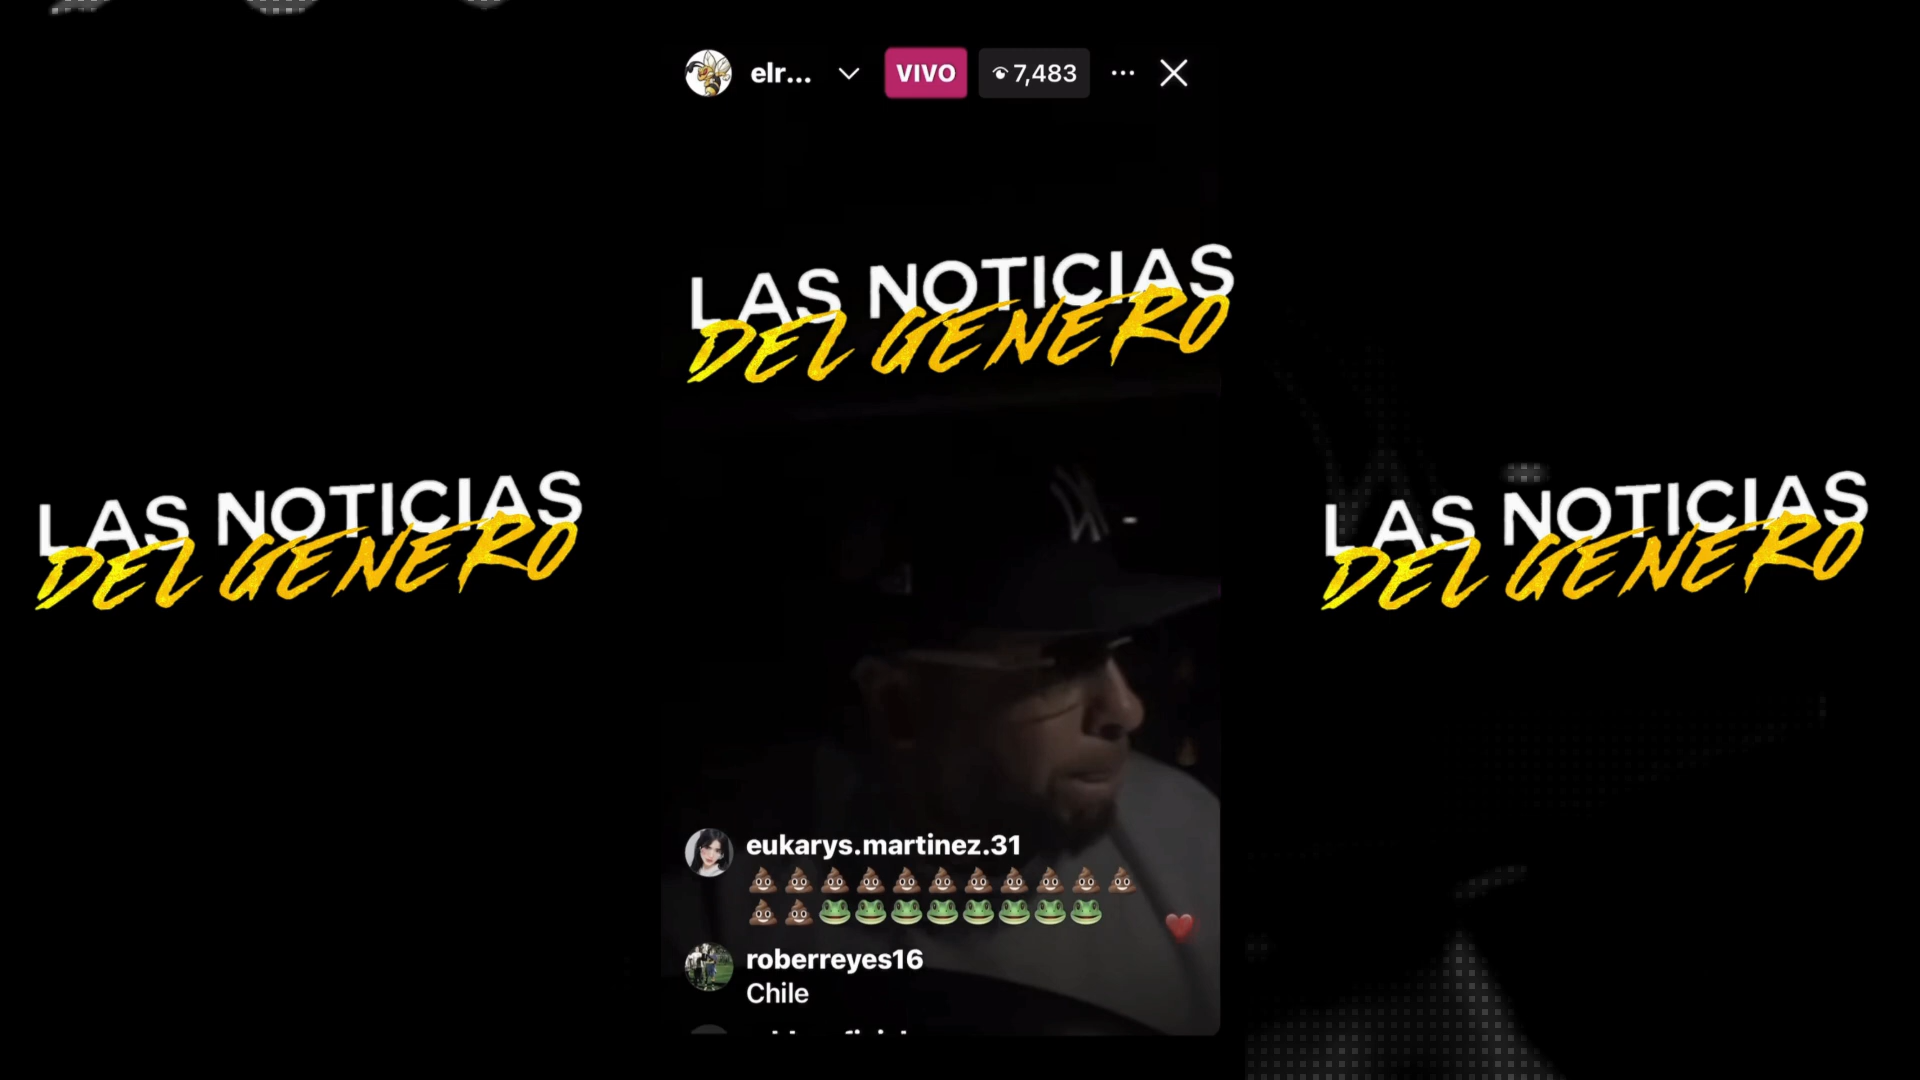 elr...
VIVO
7,483
LAS NOTICIAS
DEL GENERO
LAS NOTICIAS
DEL GENERO
LAS NOTICIAS
DEL GENERO
eukarys.martinez.31
💩💩💩💩💩💩💩💩💩💩💩
💩💩🐸🐸🐸🐸🐸🐸🐸🐸
roberreyes16
Chile